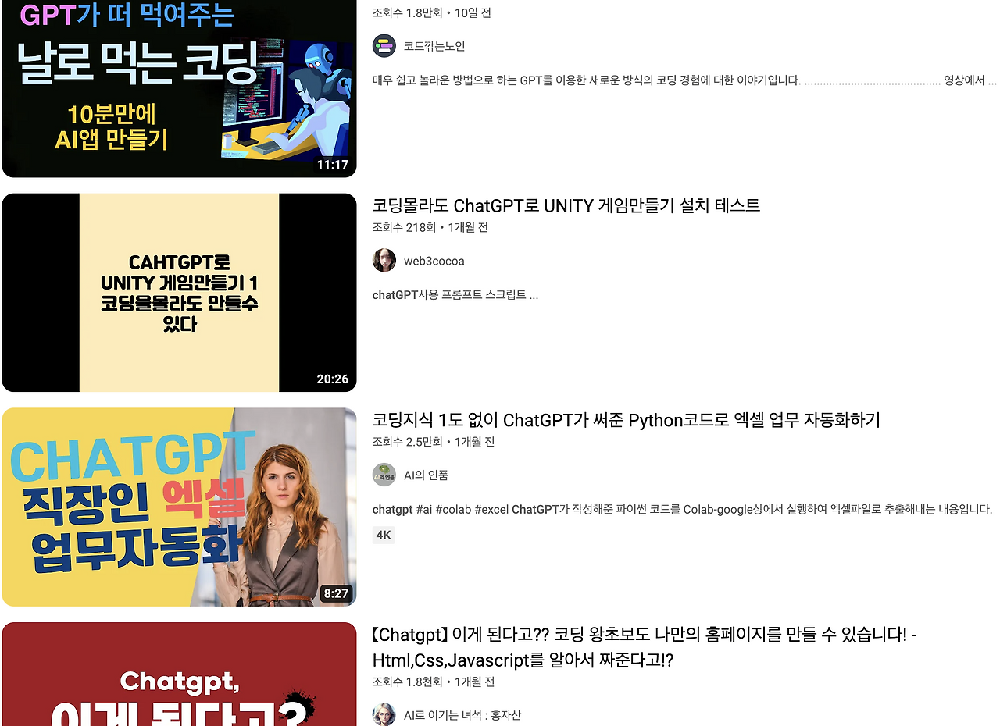 GPT가 떠 먹여주는
날로 먹는 코딩
10분만에
AI앱 만들기
11:17
조회수 1.8만회 • 10일 전
코드깎는노인
매우 쉽고 놀라운 방법으로 하는 GPT를 이용한 새로운 방식의 코딩 경험에 대한 이야기입니다. ............................................ 영상에서 ...
CAHTGPT로
UNITY 게임만들기 1
코딩을몰라도 만들수
있다
20:26
코딩몰라도 ChatGPT로 UNITY 게임만들기 설치 테스트
조회수 218회 • 1개월 전
web3cocoa
chatGPT사용 프롬프트 스크립트 ...
CHATGPT
직장인 엑셀
업무자동화
8:27
코딩지식 1도 없이 ChatGPT가 써준 Python코드로 엑셀 업무 자동화하기
조회수 2.5만회 • 1개월 전
AI의 인품
AI의 인품
chatgpt #ai #colab #excel ChatGPT가 작성해준 파이썬 코드를 Colab-google상에서 실행하여 엑셀파일로 추출해내는 내용입니다.
4K
Chatgpt,
이게 된다고?
【Chatgpt】 이게 된다고?? 코딩 왕초보도 나만의 홈페이지를 만들 수 있습니다! -
Html,Css,Javascript를 알아서 짜준다고!?
조회수 1.8천회 • 1개월 전
AI로 이기는 녀석 : 홍자산